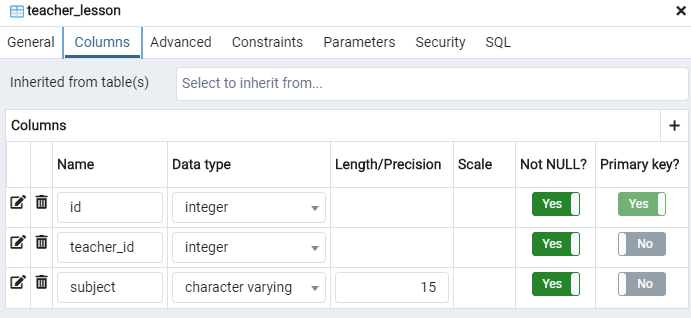 teacher_lesson
General Columns Advanced Constraints Parameters Security SQL
Inherited from table(s) Select to inherit from...
Columns
Name Data type Length/Precision Scale Not NULL? Primary key?
id integer Yes Yes
teacher_id integer Yes No
subject character varying 15 Yes No